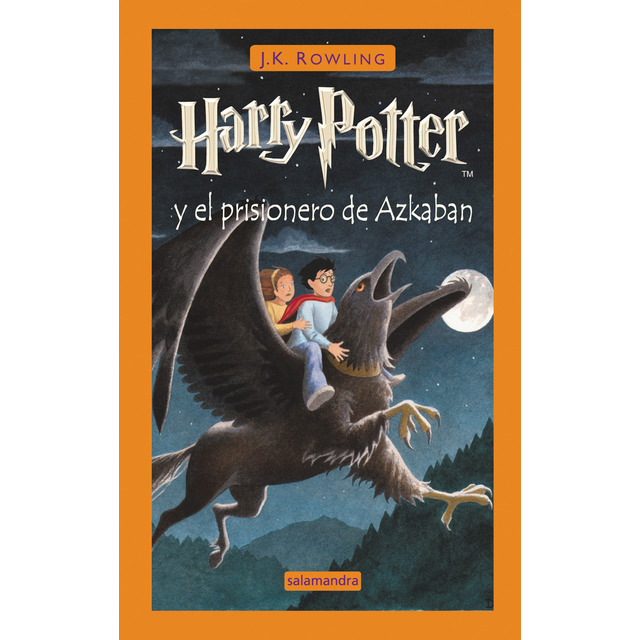 J.K. ROWLING
Harry Potter
TM
y el prisionero de Azkaban
salamandra